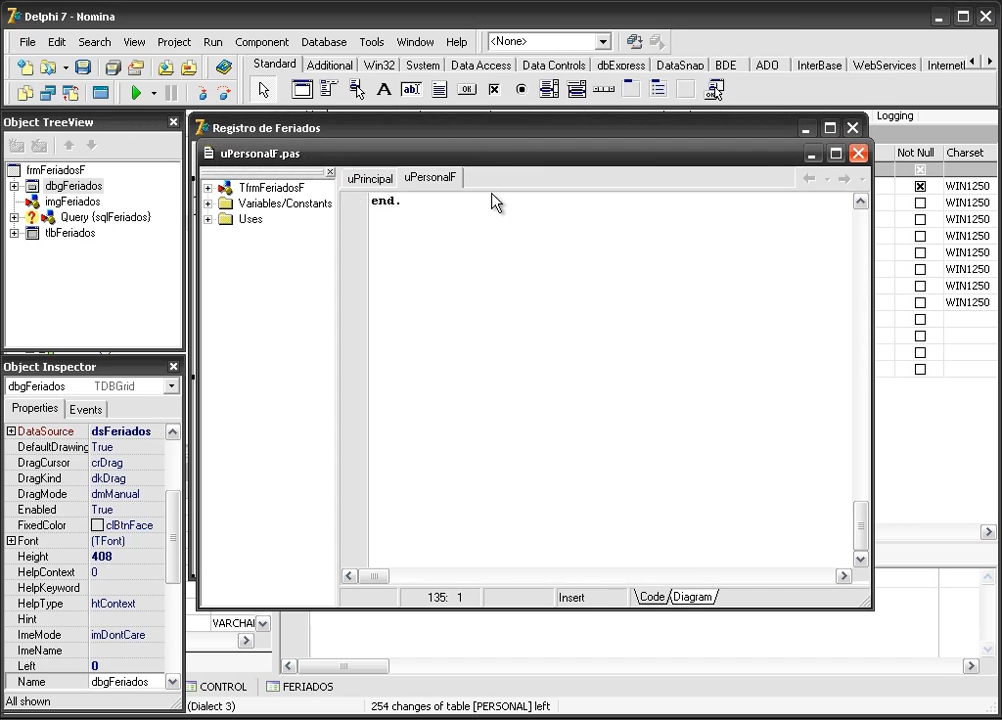 Delphi 7 - Nomina
File Edit Search View Project Run Component Database Tools Window Help <None>
Standard Additional Win32 System Data Access Data Controls dbExpress DataSnap BDE ADO InterBase WebServices InternetI
Object TreeView
frmFeriadosF
dbgFeriados
imgFeriados
Query {sqlFeriados}
tlbFeriados
Registro de Feriados
Logging
uPersonalF.pas
Not Null Charset
uPrincipal uPersonalF
TfrmFeriadosF
Variables/Constants
Uses
end.
WIN1250
WIN1250
WIN1250
WIN1250
WIN1250
WIN1250
WIN1250
WIN1250
Object Inspector
dbgFeriados TDBGrid
Properties Events
DataSource dsFeriados
DefaultDrawing True
DragCursor crDrag
DragKind dkDrag
DragMode dmManual
Enabled True
FixedColor clBtnFace
Font (TFont)
Height 408
HelpContext 0
HelpKeyword
HelpType htContext
Hint
ImeMode imDontCare
ImeName
Left 0
Name dbgFeriados
All shown
135: 1 Insert Code Diagram
VARCHAI
CONTROL FERIADOS
(Dialect 3) 254 changes of table [PERSONAL] left